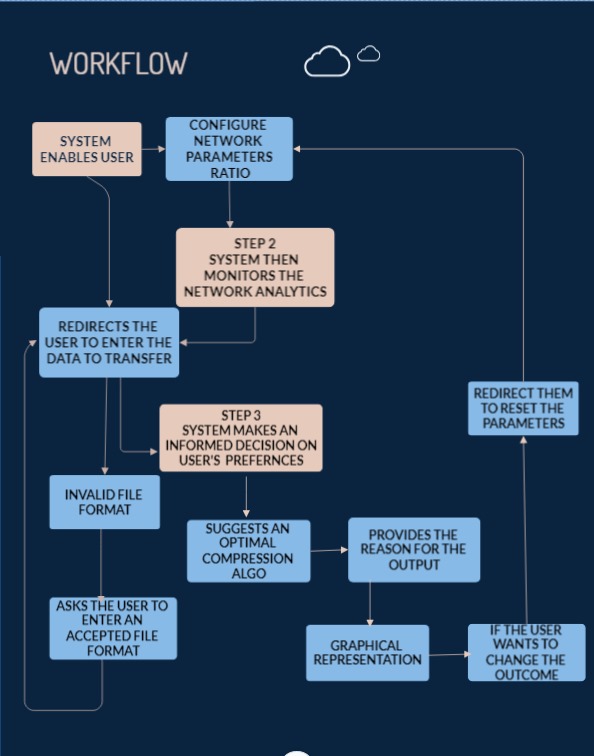 WORKFLOW
SYSTEM
ENABLES USER
CONFIGURE
NETWORK
PARAMETERS
RATIO
STEP 2
SYSTEM THEN
MONITORS THE
NETWORK ANALYTICS
REDIRECTS THE
USER TO ENTER THE
DATA TO TRANSFER
REDIRECT THEM
TO RESET THE
PARAMETERS
STEP 3
SYSTEM MAKES AN
INFORMED DECISION ON
USER'S PREFERNCES
INVALID FILE
FORMAT
SUGGESTS AN
OPTIMAL
COMPRESSION
ALGO
PROVIDES THE
REASON FOR THE
OUTPUT
ASKS THE USER TO
ENTER AN
ACCEPTED FILE
FORMAT
GRAPHICAL
REPRESENTATION
IF THE USER
WANTS TO
CHANGE THE
OUTCOME